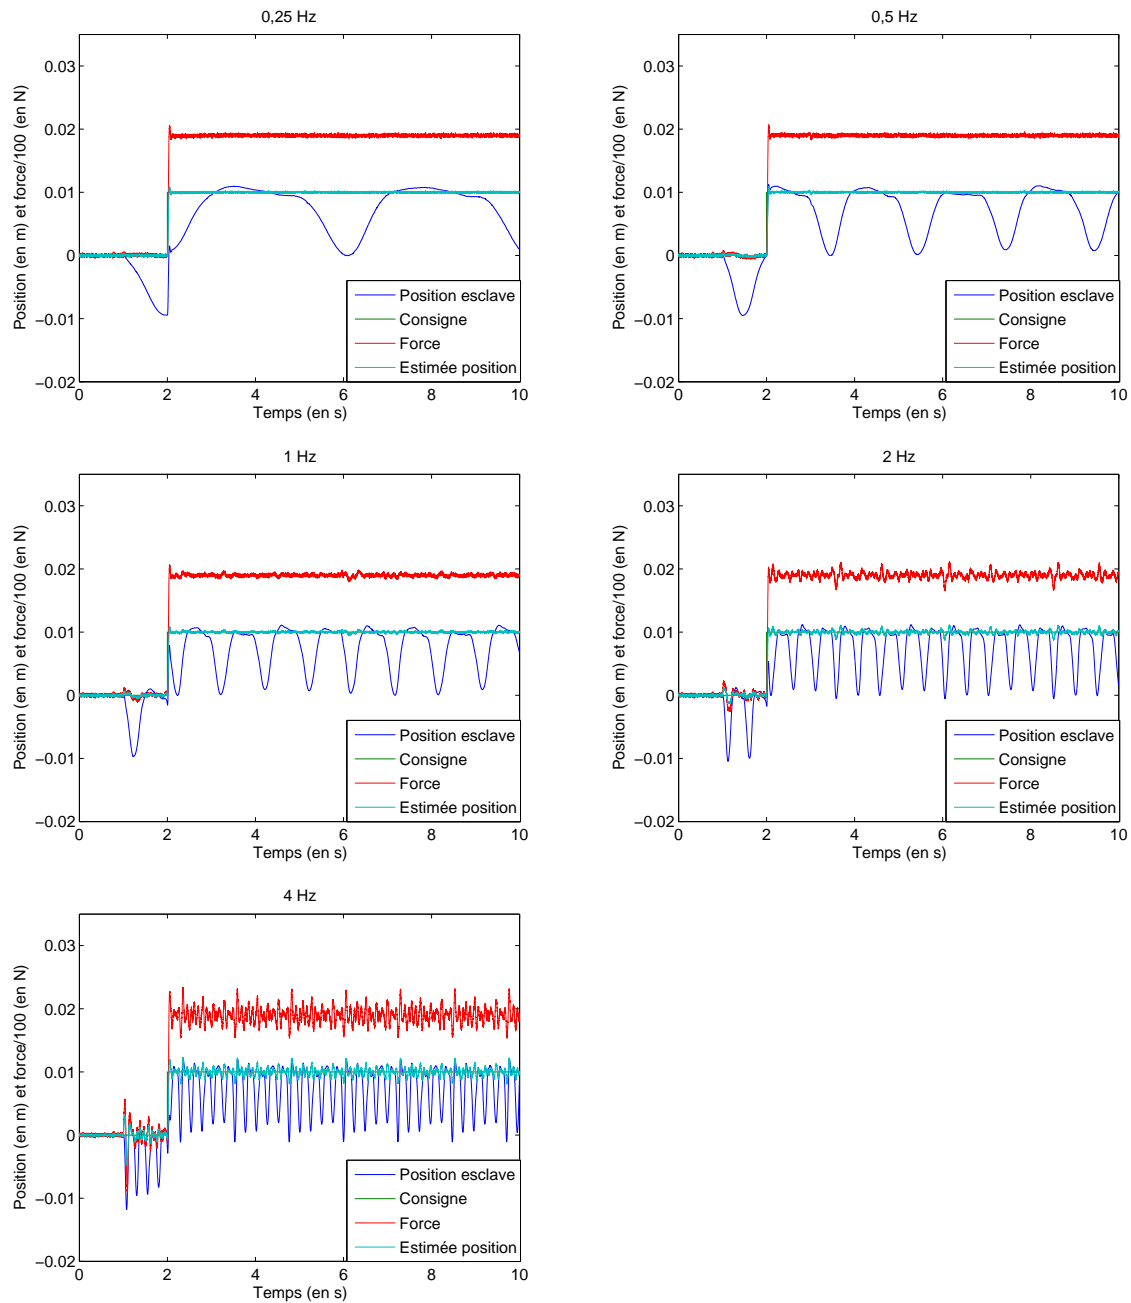 0,25 Hz
Position (en m) et force/100 (en N)
0.03
0.02
0.01
0
−0.01
−0.02
0 2 4 6 8 10
Temps (en s)
Position esclave
Consigne
Force
Estimée position
0,5 Hz
Position (en m) et force/100 (en N)
0.03
0.02
0.01
0
−0.01
−0.02
0 2 4 6 8 10
Temps (en s)
Position esclave
Consigne
Force
Estimée position
1 Hz
Position (en m) et force/100 (en N)
0.03
0.02
0.01
0
−0.01
−0.02
0 2 4 6 8 10
Temps (en s)
Position esclave
Consigne
Force
Estimée position
2 Hz
Position (en m) et force/100 (en N)
0.03
0.02
0.01
0
−0.01
−0.02
0 2 4 6 8 10
Temps (en s)
Position esclave
Consigne
Force
Estimée position
4 Hz
Position (en m) et force/100 (en N)
0.03
0.02
0.01
0
−0.01
−0.02
0 2 4 6 8 10
Temps (en s)
Position esclave
Consigne
Force
Estimée position